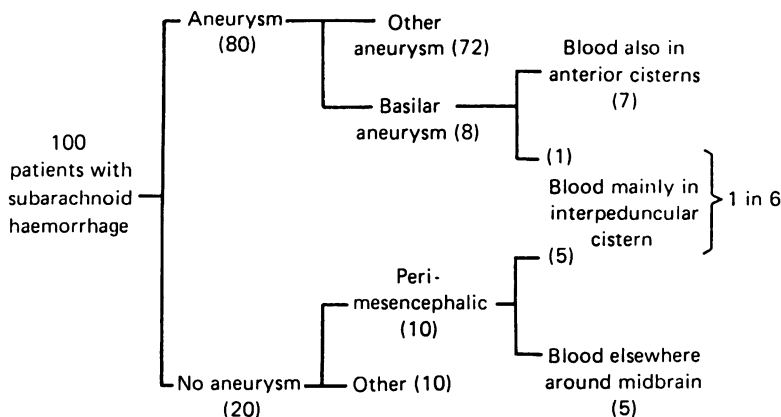 100
patients with
subarachnoid
haemorrhage
Aneurysm
(80)
Other
aneurysm (72)
Basilar
aneurysm (8)
Blood also in
anterior cisterns
(7)
(1)
Blood mainly in
interpeduncular
cistern
(5)
1 in 6
Peri-
mesencephalic
(10)
Blood elsewhere
around midbrain
(5)
No aneurysm
(20)
Other (10)